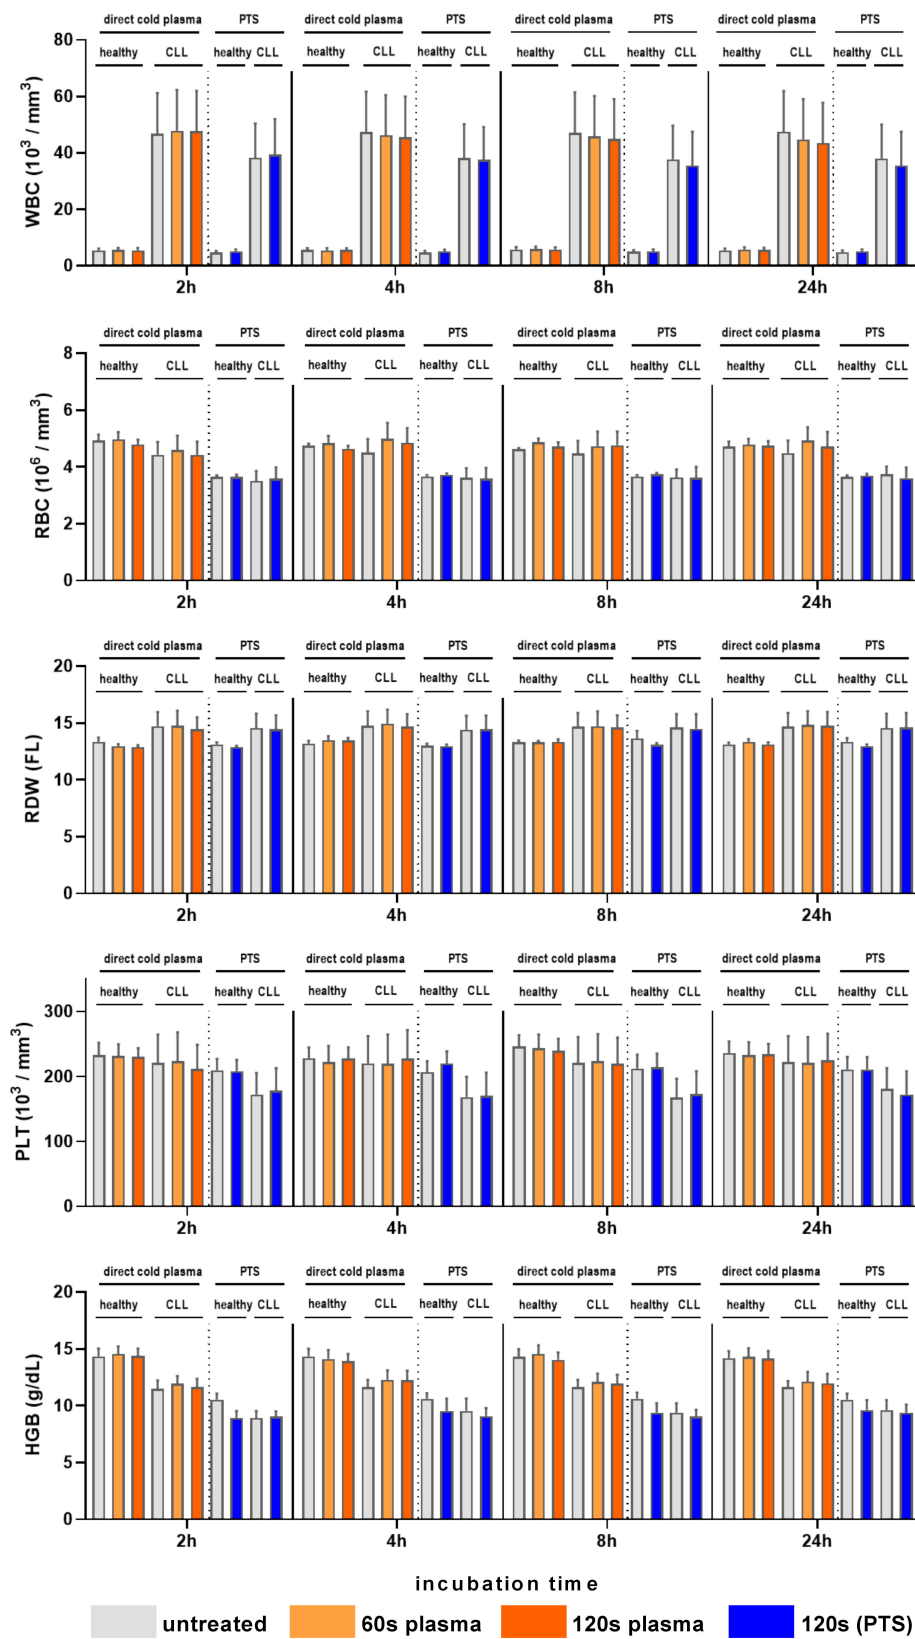 direct cold plasma PTS direct cold plasma PTS direct cold plasma PTS direct cold plasma PTS
80
healthy CLL healthy CLL healthy CLL healthy CLL healthy CLL healthy CLL healthy CLL healthy CLL
60
40
20
0
WBC (10³ / mm³)
2h 4h 8h 24h
direct cold plasma PTS direct cold plasma PTS direct cold plasma PTS direct cold plasma PTS
8
healthy CLL healthy CLL healthy CLL healthy CLL healthy CLL healthy CLL healthy CLL healthy CLL
6
4
2
0
RBC (10⁶ / mm³)
2h 4h 8h 24h
direct cold plasma PTS direct cold plasma PTS direct cold plasma PTS direct cold plasma PTS
20
healthy CLL healthy CLL healthy CLL healthy CLL healthy CLL healthy CLL healthy CLL healthy CLL
15
10
5
0
RDW (FL)
2h 4h 8h 24h
direct cold plasma PTS direct cold plasma PTS direct cold plasma PTS direct cold plasma PTS
healthy CLL healthy CLL healthy CLL healthy CLL healthy CLL healthy CLL healthy CLL healthy CLL
300
200
100
0
PLT (10³ / mm³)
2h 4h 8h 24h
direct cold plasma PTS direct cold plasma PTS direct cold plasma PTS direct cold plasma PTS
20
healthy CLL healthy CLL healthy CLL healthy CLL healthy CLL healthy CLL healthy CLL healthy CLL
15
10
5
0
HGB (g/dL)
2h 4h 8h 24h
incubation time
untreated 60s plasma 120s plasma 120s (PTS)